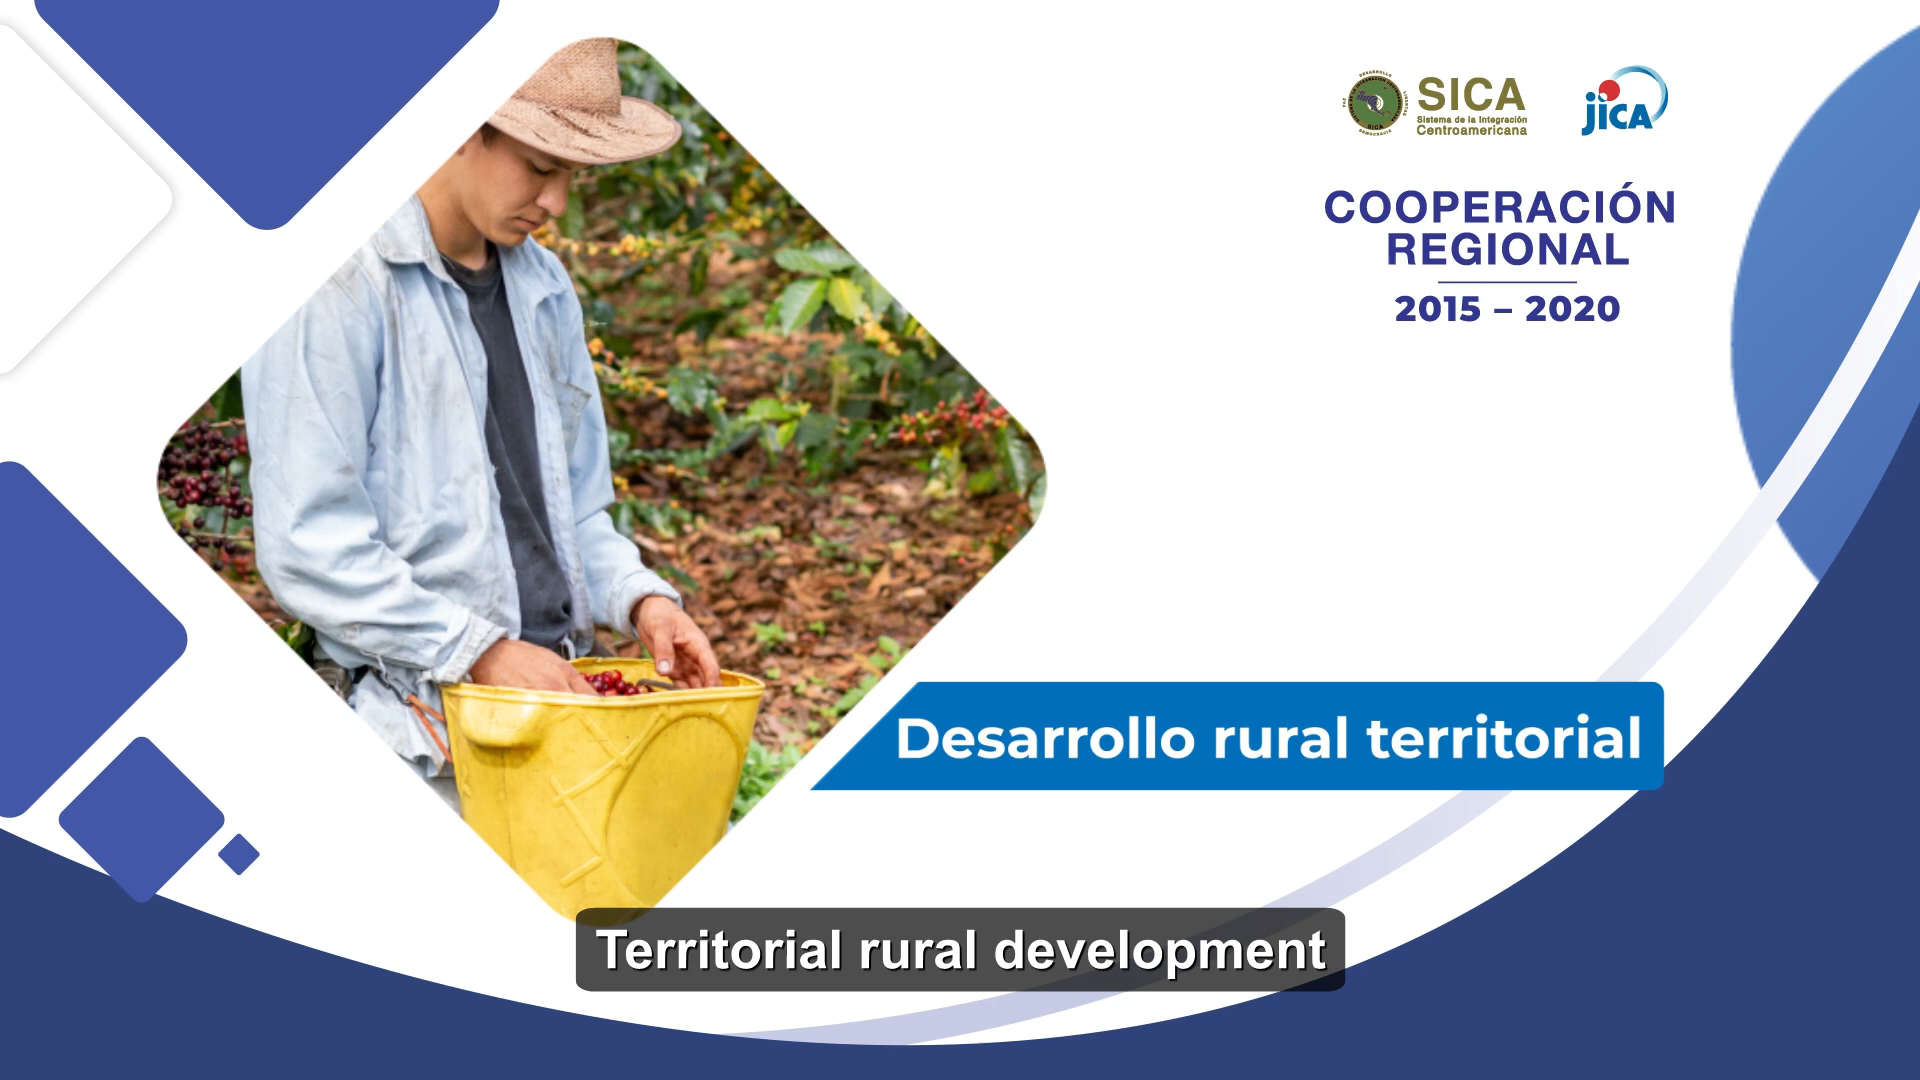 SICA
Sistema de la Integración
Centroamericana
jica
COOPERACIÓN
REGIONAL
2015 – 2020
Desarrollo rural territorial
Territorial rural development